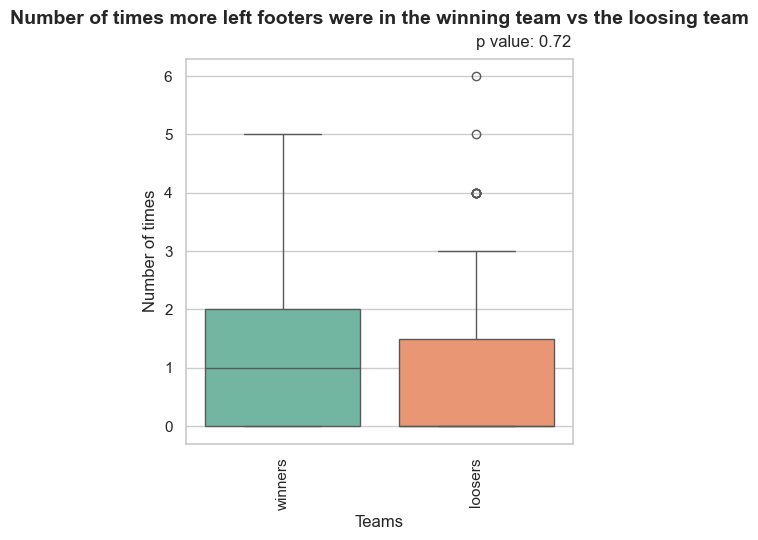 Number of times more left footers were in the winning team vs the loosing team
p value: 0.72
6
5
4
3
2
1
0
Number of times
winners
loosers
Teams